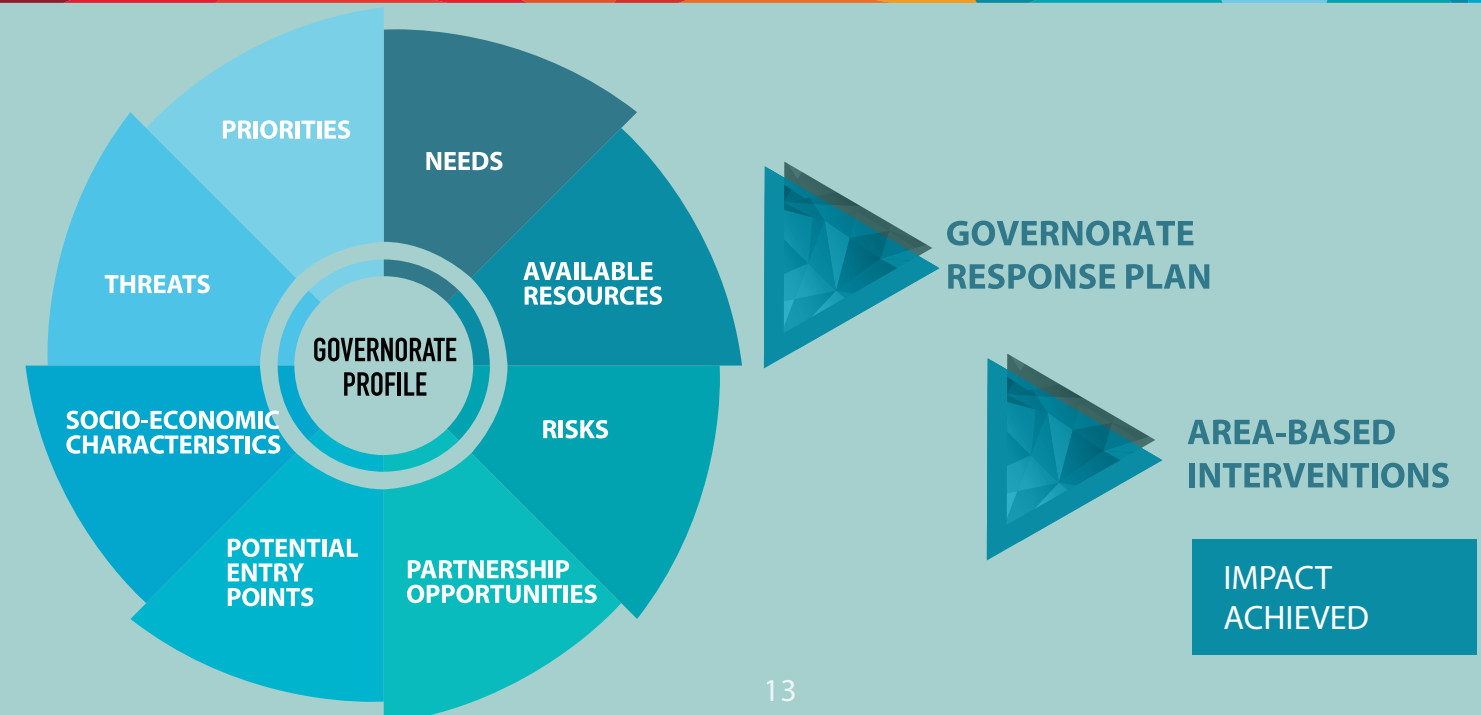 PRIORITIES
NEEDS
THREATS
AVAILABLE
RESOURCES
GOVERNORATE
PROFILE
SOCIO-ECONOMIC
CHARACTERISTICS
RISKS
POTENTIAL
ENTRY
POINTS
PARTNERSHIP
OPPORTUNITIES
GOVERNORATE
RESPONSE PLAN
AREA-BASED
INTERVENTIONS
IMPACT
ACHIEVED
13